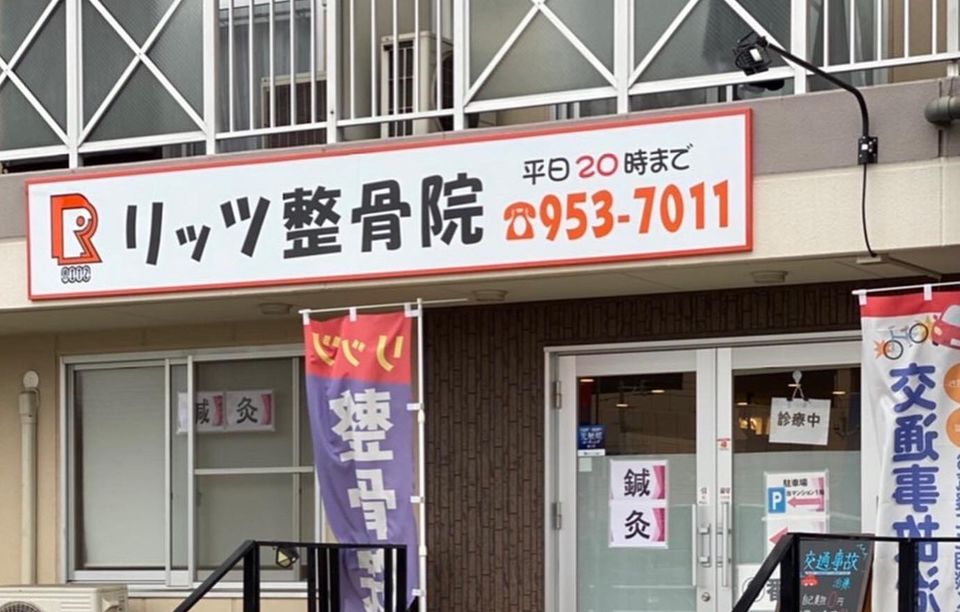 平日20時まで
リッツ整骨院
☎953-7011
リッツ
整骨
鍼灸
鍼
灸
診療中
駐車場
P
交通事故
交通事故
治療